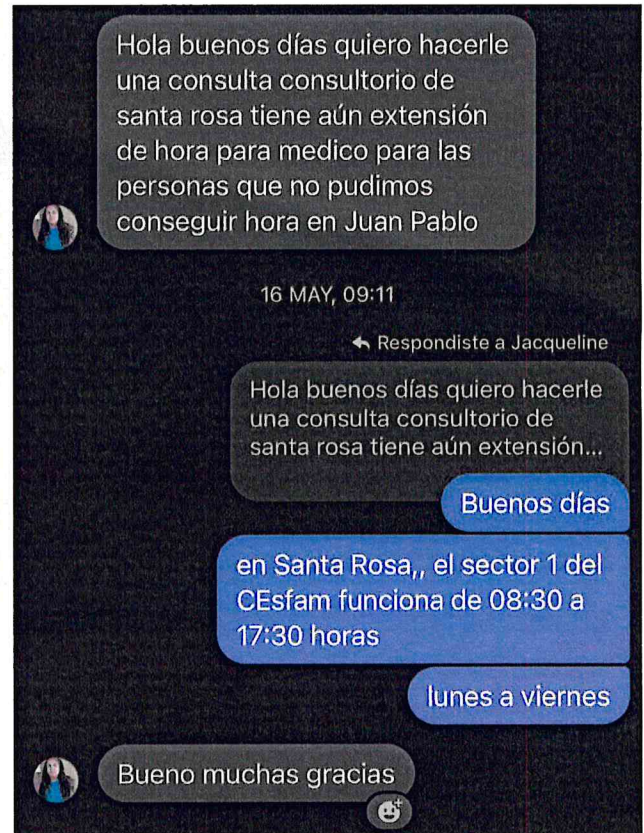 Hola buenos días quiero hacerle
una consulta consultorio de
santa rosa tiene aún extensión
de hora para medico para las
personas que no pudimos
conseguir hora en Juan Pablo
16 MAY, 09:11
Respondiste a Jacqueline
Hola buenos días quiero hacerle
una consulta consultorio de
santa rosa tiene aún extensión...
Buenos días
en Santa Rosa,, el sector 1 del
CEsfam funciona de 08:30 a
17:30 horas
lunes a viernes
Bueno muchas gracias